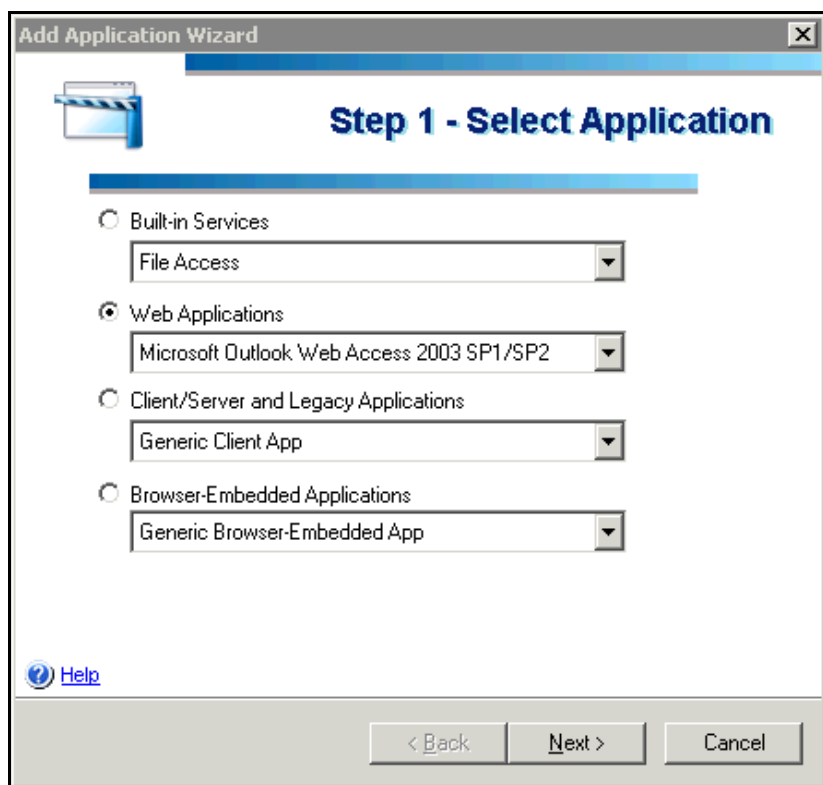 Add Application Wizard
Step 1 - Select Application
Built-in Services
File Access
Web Applications
Microsoft Outlook Web Access 2003 SP1/SP2
Client/Server and Legacy Applications
Generic Client App
Browser-Embedded Applications
Generic Browser-Embedded App
Help
< Back Next > Cancel